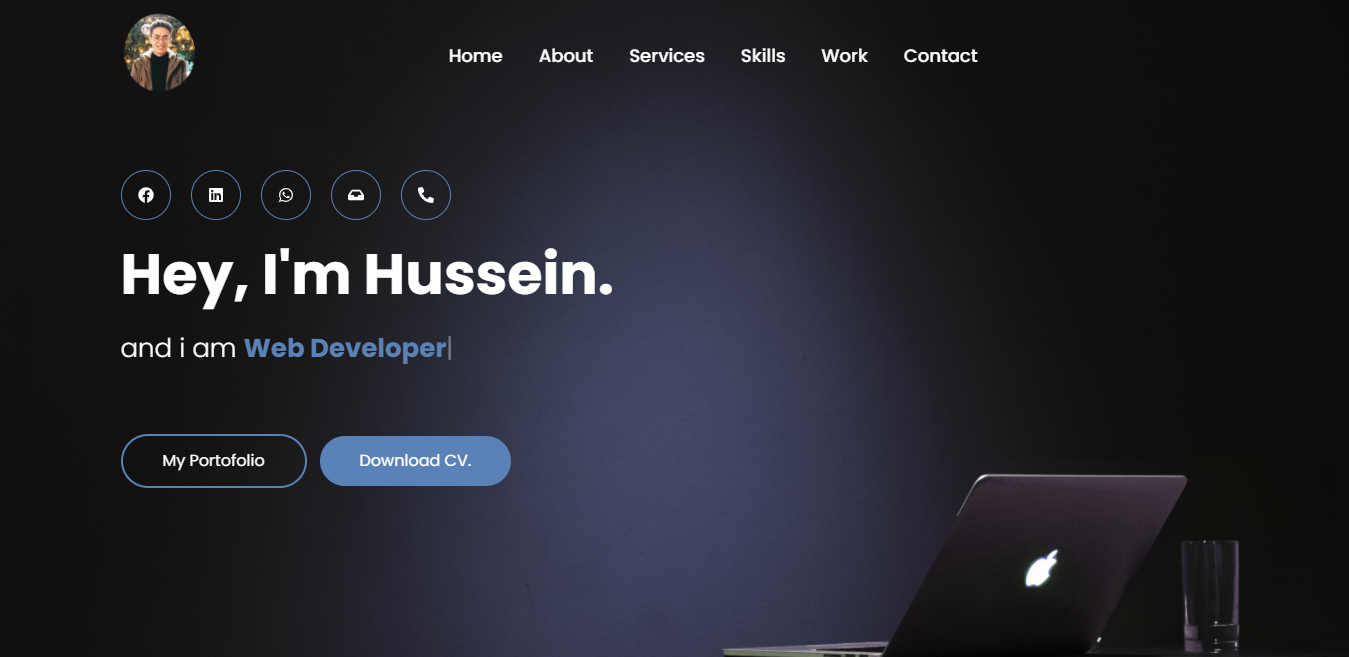 Home About Services Skills Work Contact
Hey, I'm Hussein.
and i am Web Developer
My Portofolio
Download CV.